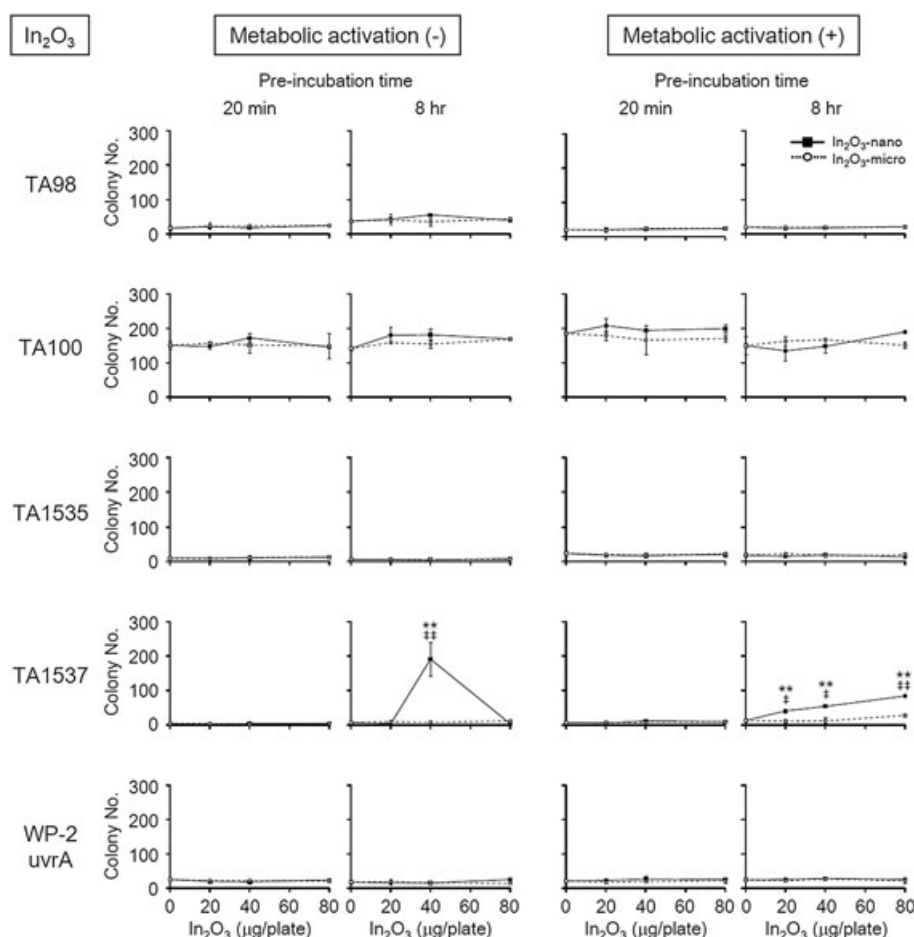 In₂O₃
Metabolic activation (-)
Metabolic activation (+)
Pre-incubation time
Pre-incubation time
20 min
8 hr
20 min
8 hr
TA98
Colony No.
300
200
100
0
In₂O₃-nano
In₂O₃-micro
TA100
Colony No.
300
200
100
0
TA1535
Colony No.
300
200
100
0
TA1537
Colony No.
300
200
100
0
**
‡‡
**
‡
**
‡
**
‡‡
WP-2
uvrA
Colony No.
300
200
100
0
0 20 40 60 80
0 20 40 60 80
0 20 40 60 80
0 20 40 60 80
In₂O₃ (μg/plate)
In₂O₃ (μg/plate)
In₂O₃ (μg/plate)
In₂O₃ (μg/plate)